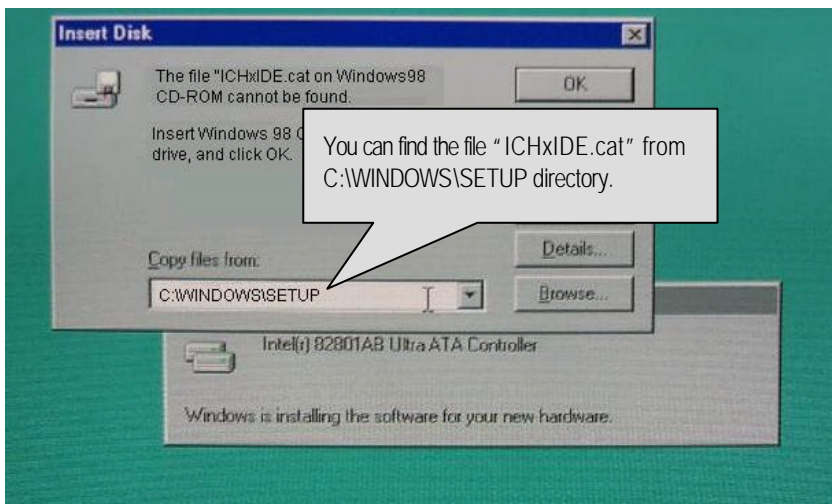 Insert Disk
The file "ICHxIDE.cat on Windows98
CD-ROM cannot be found.
OK
Insert Windows 98
drive, and click OK.
You can find the file “ICHxIDE.cat” from
C:\WINDOWS\SETUP directory.
Details...
Copy files from:
C:\WINDOWS\SETUP
Browse...
Intel(r) 82801AB Ultra ATA Controller
Windows is installing the software for your new hardware.